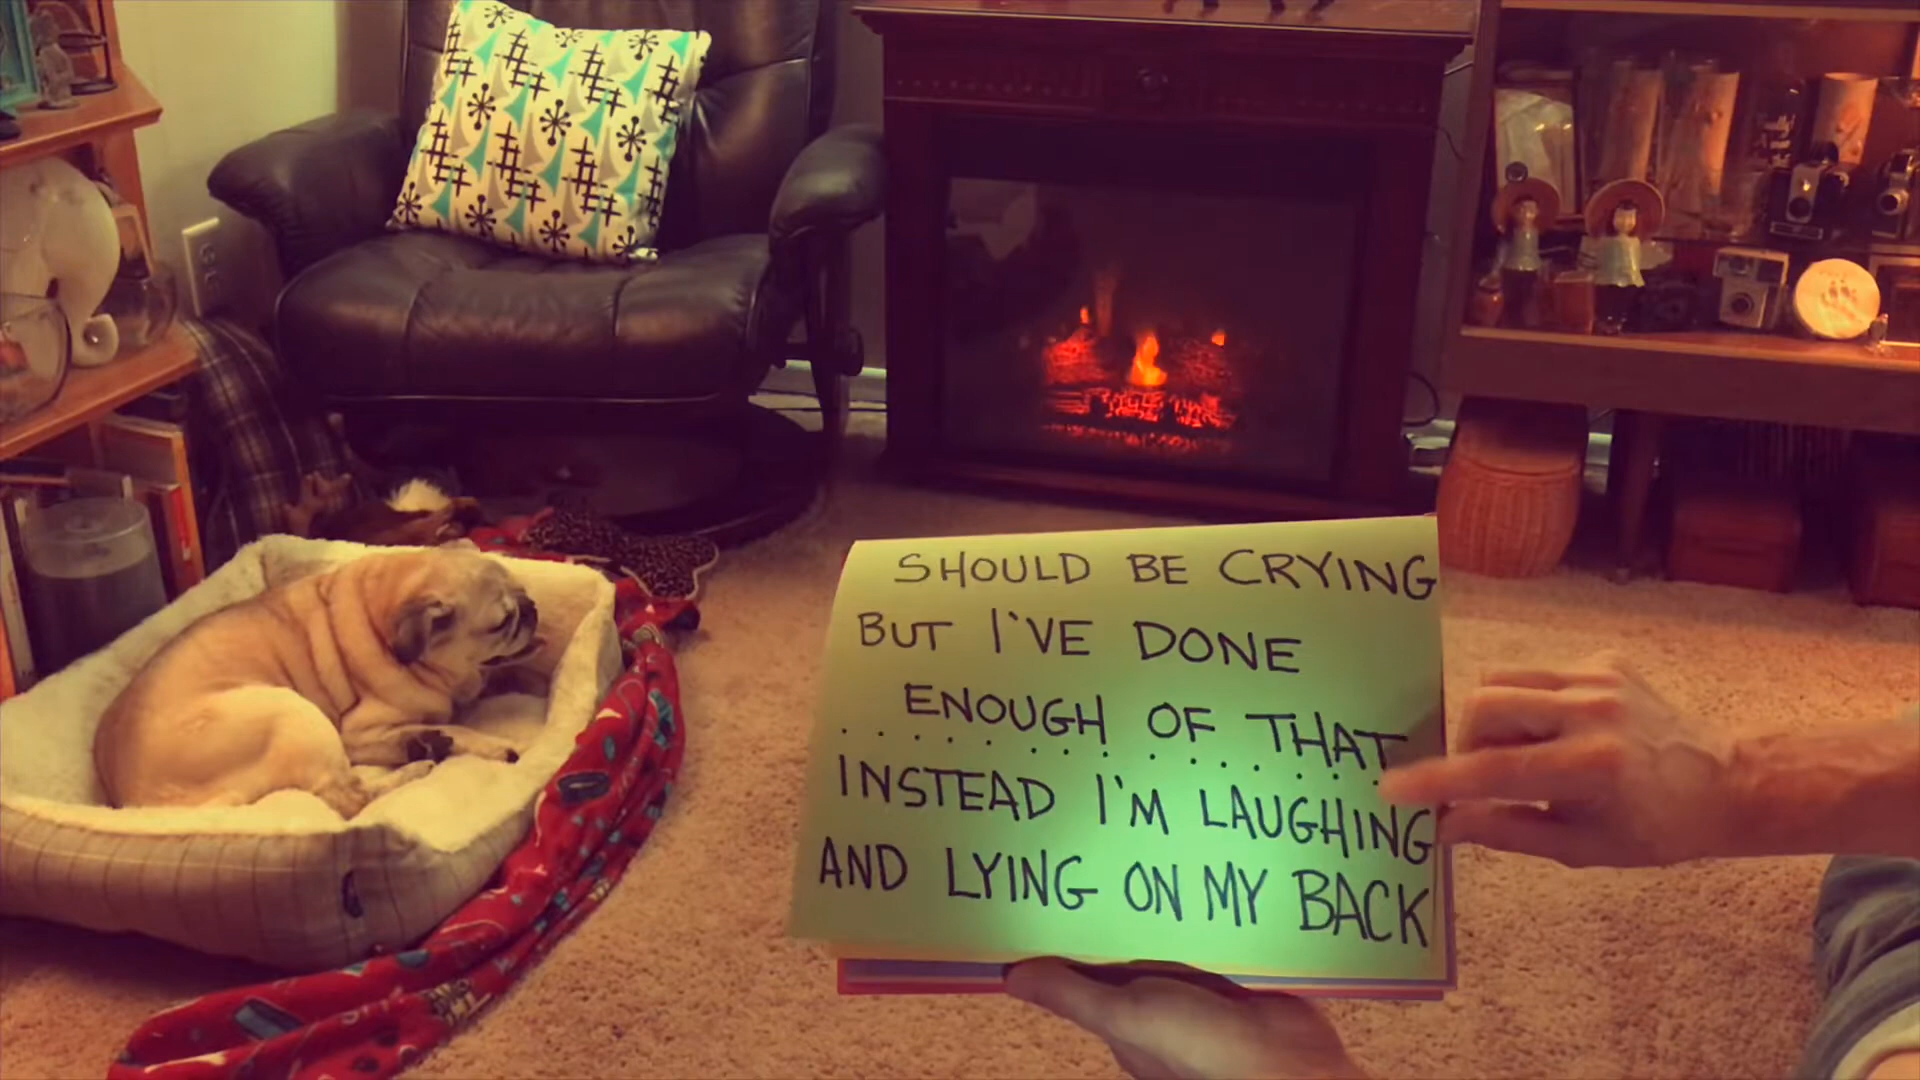 SHOULD BE CRYING
BUT I'VE DONE
ENOUGH OF THAT
. . . . . . . . . . . . .
INSTEAD I'M LAUGHING
AND LYING ON MY BACK